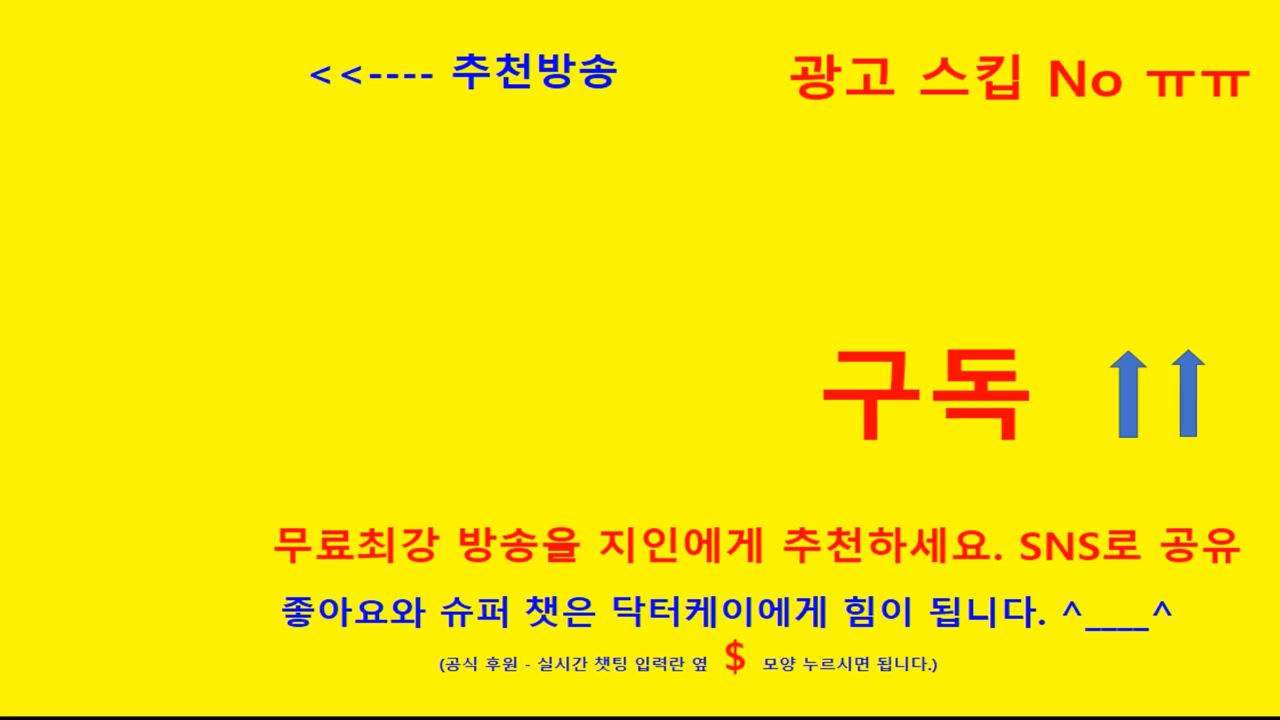 <<---- 추천방송
광고 스킵 No ㅠㅠ
구독
무료최강 방송을 지인에게 추천하세요. SNS로 공유
좋아요와 슈퍼 챗은 닥터케이에게 힘이 됩니다. ^____^
(공식 후원 - 실시간 챗팅 입력란 옆 $ 모양 누르시면 됩니다.)